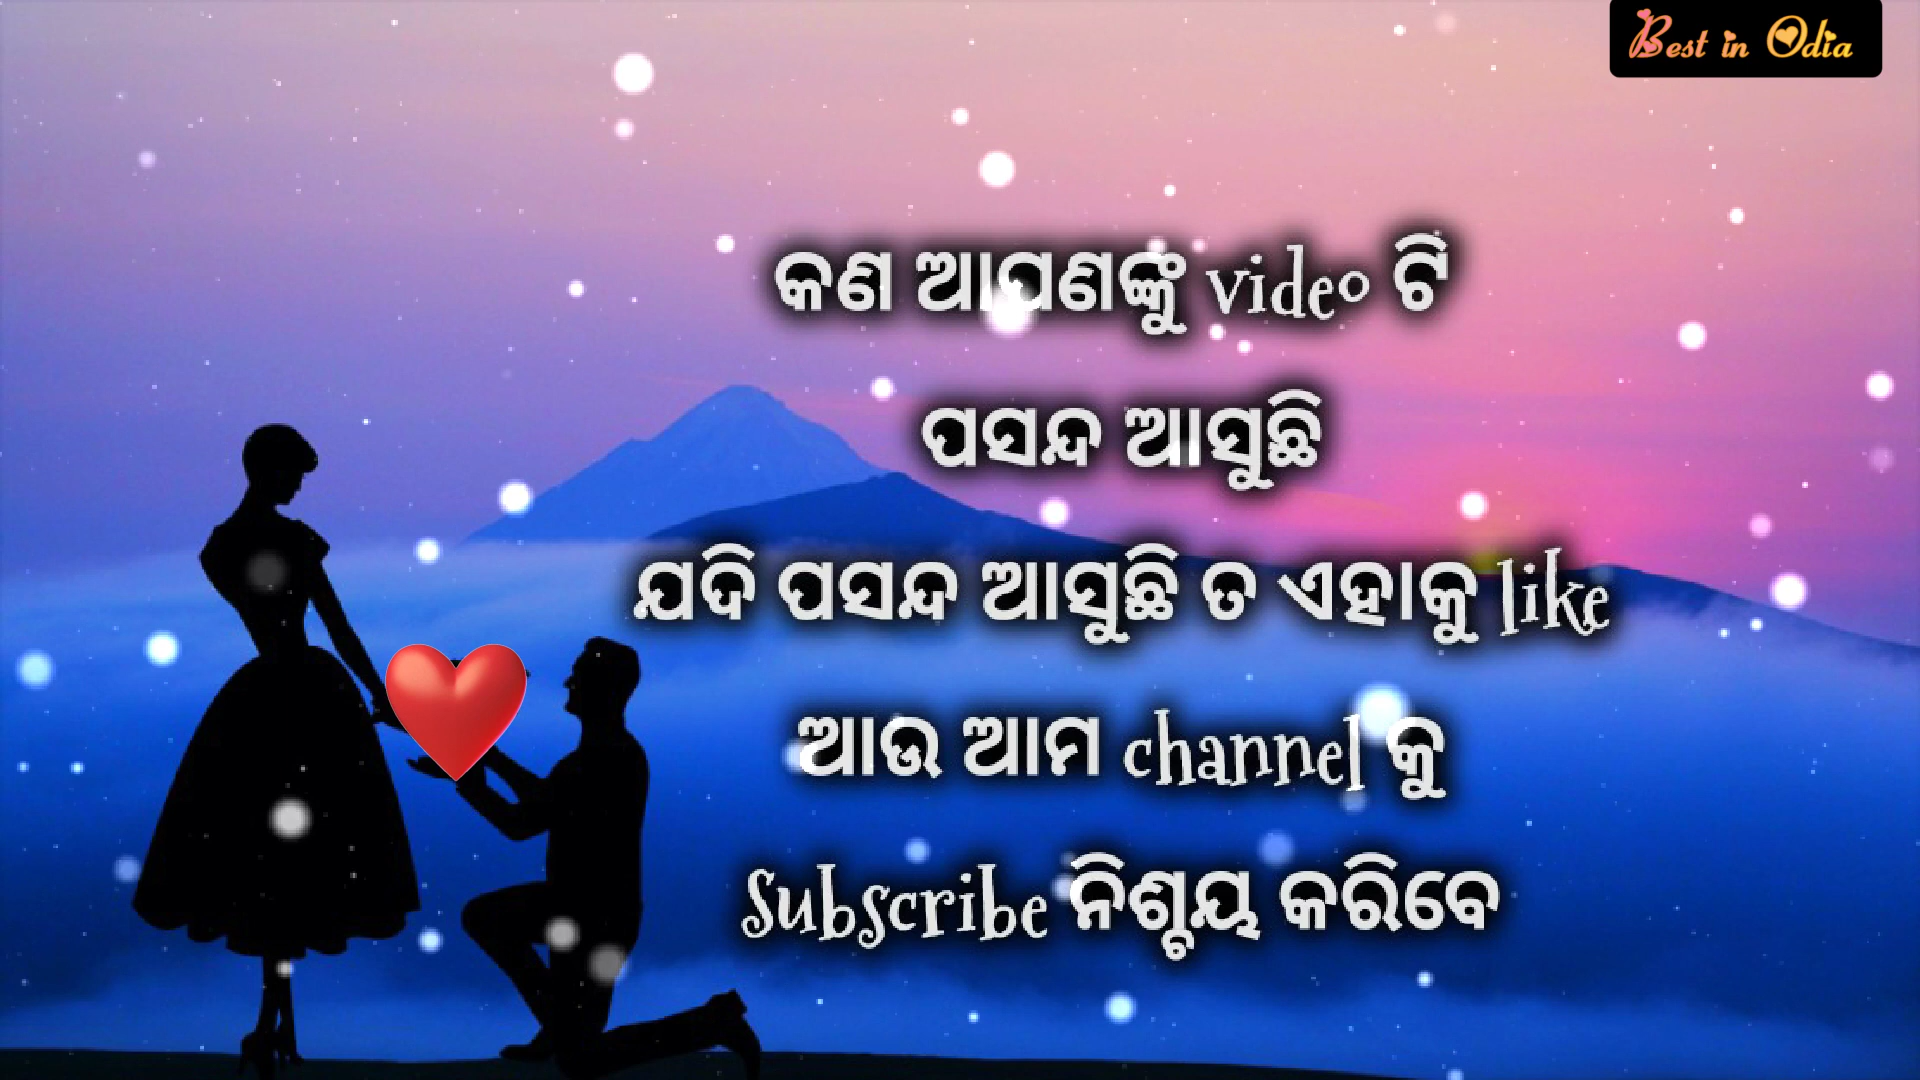 Best in Odia
କଣ ଆପଣଙ୍କୁ video ଟି
ପସନ୍ଦ ଆସୁଛି
ଯଦି ପସନ୍ଦ ଆସୁଛି ତ ଏହାକୁ like
ଆଉ ଆମ channel କୁ
Subscribe ନିଶ୍ଚୟ କରିବେ